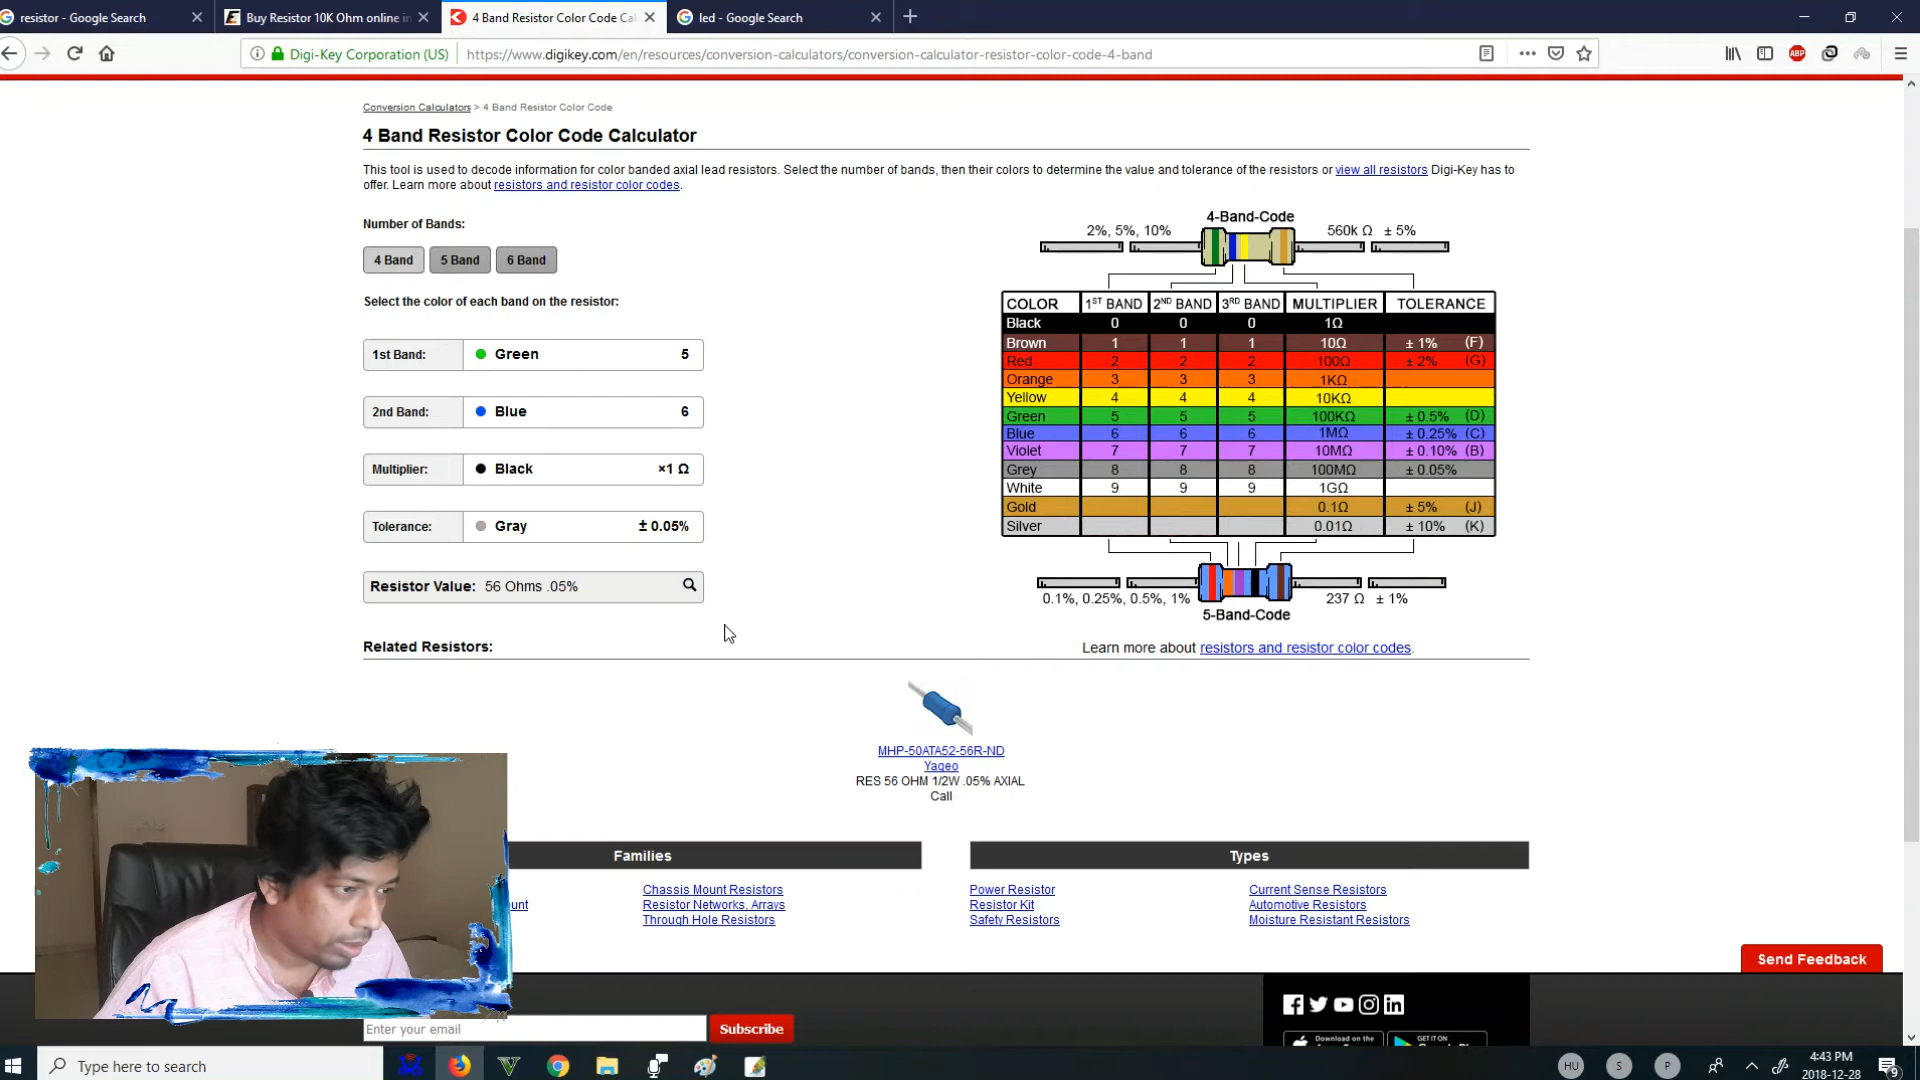 resistor - Google Search
Buy Resistor 10K Ohm online in
4 Band Resistor Color Code Cal
led - Google Search
Digi-Key Corporation (US)
https://www.digikey.com/en/resources/conversion-calculators/conversion-calculator-resistor-color-code-4-band
ABP
Conversion Calculators > 4 Band Resistor Color Code
4 Band Resistor Color Code Calculator
This tool is used to decode information for color banded axial lead resistors. Select the number of bands, then their colors to determine the value and tolerance of the resistors or view all resistors Digi-Key has to
offer. Learn more about resistors and resistor color codes.
Number of Bands:
4 Band 5 Band 6 Band
Select the color of each band on the resistor:
1st Band: Green 5
2nd Band: Blue 6
Multiplier: Black ×1 Ω
Tolerance: Gray ± 0.05%
Resistor Value: 56 Ohms .05%
4-Band-Code
2%, 5%, 10% 560k Ω ± 5%
COLOR 1ST BAND 2ND BAND 3RD BAND MULTIPLIER TOLERANCE
Black 0 0 0 1Ω
Brown 1 1 1 10Ω ± 1% (F)
Red 2 2 2 100Ω ± 2% (G)
Orange 3 3 3 1KΩ
Yellow 4 4 4 10KΩ
Green 5 5 5 100KΩ ± 0.5% (D)
Blue 6 6 6 1MΩ ± 0.25% (C)
Violet 7 7 7 10MΩ ± 0.10% (B)
Grey 8 8 8 100MΩ ± 0.05%
White 9 9 9 1GΩ
Gold 0.1Ω ± 5% (J)
Silver 0.01Ω ± 10% (K)
0.1%, 0.25%, 0.5%, 1% 237 Ω ± 1%
5-Band-Code
Learn more about resistors and resistor color codes.
Related Resistors:
MHP-50ATA52-56R-ND
Yageo
RES 56 OHM 1/2W .05% AXIAL
Call
Families
unt
Chassis Mount Resistors
Resistor Networks, Arrays
Through Hole Resistors
Types
Power Resistor
Resistor Kit
Safety Resistors
Current Sense Resistors
Automotive Resistors
Moisture Resistant Resistors
Send Feedback
Enter your email
Subscribe
Download on the
GET IT ON
Type here to search
HU S P
4:43 PM
2018-12-28
9